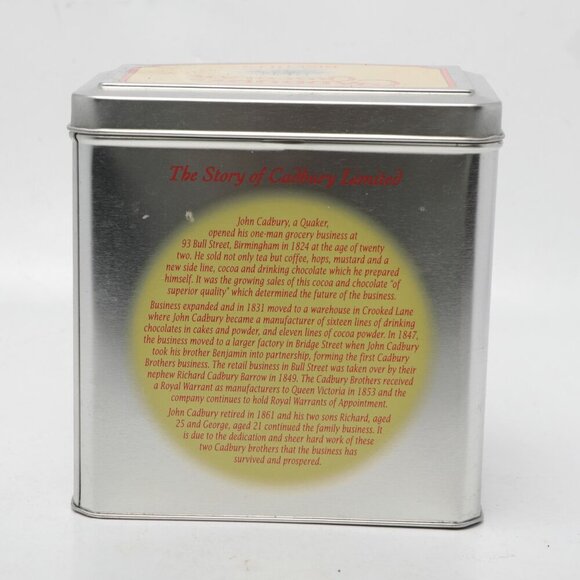 The Story of Cadbury Limited
John Cadbury, a Quaker,
opened his one-man grocery business at
93 Bull Street, Birmingham in 1824 at the age of twenty
two. He sold not only tea but coffee, hops, mustard and a
new side line, cocoa and drinking chocolate which he prepared
himself. It was the growing sales of this cocoa and chocolate "of
superior quality" which determined the future of the business.
Business expanded and in 1831 moved to a warehouse in Crooked Lane
where John Cadbury became a manufacturer of sixteen lines of drinking
chocolates in cakes and powder, and eleven lines of cocoa powder. In 1847,
the business moved to a larger factory in Bridge Street when John Cadbury
took his brother Benjamin into partnership, forming the first Cadbury
Brothers business. The retail business in Bull Street was taken over by their
nephew Richard Cadbury Barrow in 1849. The Cadbury Brothers received
a Royal Warrant as manufacturers to Queen Victoria in 1853 and the
company continues to hold Royal Warrants of Appointment.
John Cadbury retired in 1861 and his two sons Richard, aged
25 and George, aged 21 continued the family business. It
is due to the dedication and sheer hard work of these
two Cadbury brothers that the business has
survived and prospered.